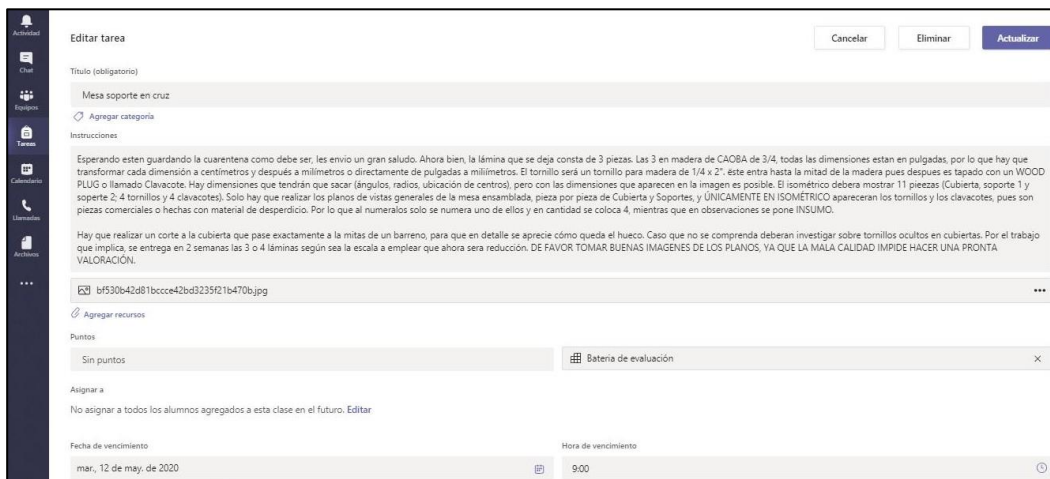 Actividad
Chat
Equipos
Tareas
Calendario
Llamadas
Archivos
Editar tarea
Cancelar
Eliminar
Actualizar
Título (obligatorio)
Mesa soporte en cruz
Agregar categoría
Instrucciones
Esperando esten guardando la cuarentena como debe ser, les envio un gran saludo. Ahora bien, la lámina que se deja consta de 3 piezas. Las 3 en madera de CAOBA de 3/4, todas las dimensiones estan en pulgadas, por lo que hay que
transformar cada dimensión a centímetros y después a milímetros o directamente de pulgadas a miliímetros. El tornillo será un tornillo para madera de 1/4 x 2". éste entra hasta la mitad de la madera pues despues es tapado con un WOOD
PLUG o llamado Clavacote. Hay dimensiones que tendrán que sacar (ángulos, radios, ubicación de centros), pero con las dimensiones que aparecen en la imagen es posible. El isométrico debera mostrar 11 pieezas (Cubierta, soporte 1 y
soperte 2; 4 tornillos y 4 clavacotes). Solo hay que realizar los planos de vistas generales de la mesa ensamblada, pieza por pieza de Cubierta y Soportes, y ÚNICAMENTE EN ISOMÉTRICO apareceran los tornillos y los clavacotes, pues son
piezas comerciales o hechas con material de desperdicio. Por lo que al numeralos solo se numera uno de ellos y en cantidad se coloca 4, mientras que en observaciones se pone INSUMO.
Hay que realizar un corte a la cubierta que pase exactamente a la mitas de un barreno, para que en detalle se aprecie cómo queda el hueco. Caso que no se comprenda deberan investigar sobre tornillos ocultos en cubiertas. Por el trabajo
que implica, se entrega en 2 semanas las 3 o 4 láminas según sea la escala a emplear que ahora sera reducción. DE FAVOR TOMAR BUENAS IMAGENES DE LOS PLANOS, YA QUE LA MALA CALIDAD IMPIDE HACER UNA PRONTA
VALORACIÓN.
bf530b42d81bccce42bd3235f21b470b.jpg
Agregar recursos
Puntos
Sin puntos
Bateria de evaluación
Asignar a
No asignar a todos los alumnos agregados a esta clase en el futuro. Editar
Fecha de vencimiento
Hora de vencimiento
mar., 12 de may. de 2020
9:00